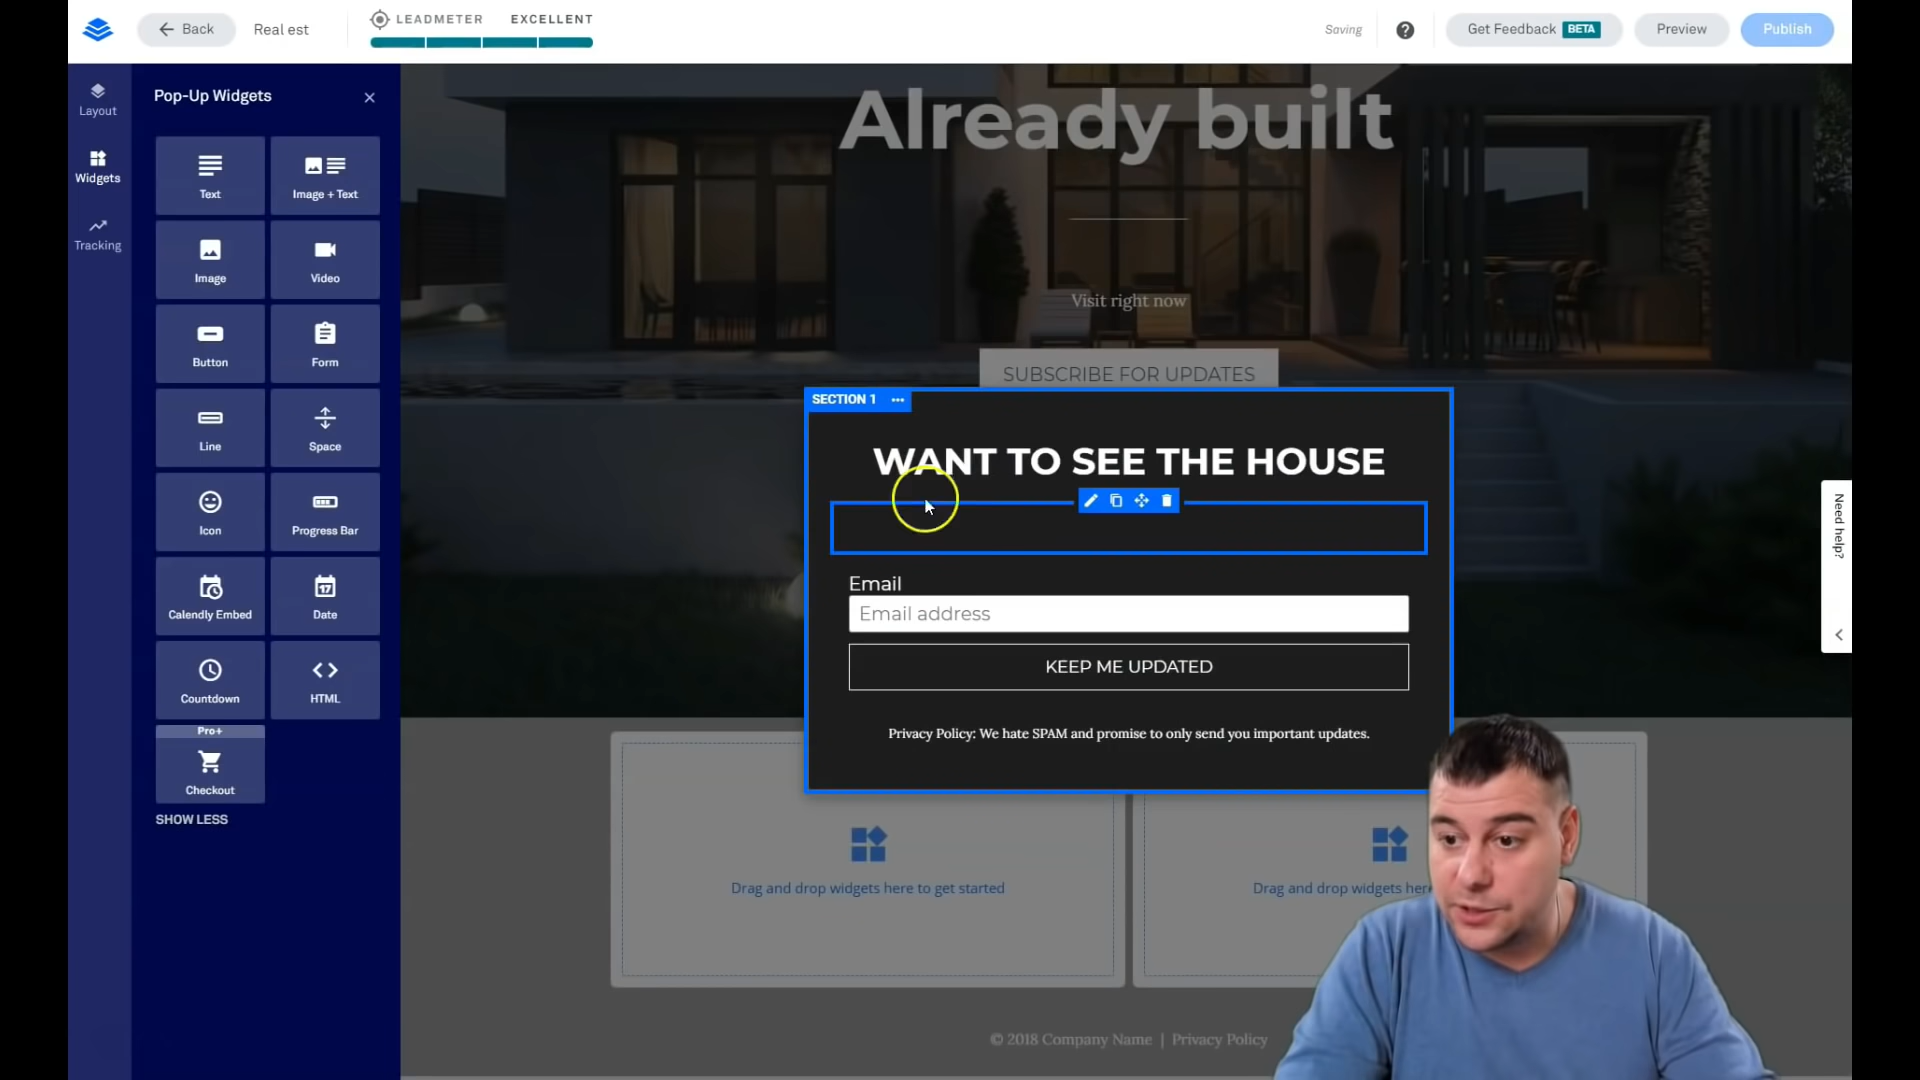 Back
Real est
LEADMETER
EXCELLENT
Saving
?
Get Feedback BETA
Preview
Publish
Layout
Widgets
Tracking
Pop-Up Widgets
Text
Image + Text
Image
Video
Button
Form
Line
Space
Icon
Progress Bar
Calendly Embed
17
Date
Countdown
HTML
Pro+
Checkout
SHOW LESS
Already built
Visit right now
SUBSCRIBE FOR UPDATES
SECTION 1
WANT TO SEE THE HOUSE
Email
Email address
KEEP ME UPDATED
Privacy Policy: We hate SPAM and promise to only send you important updates.
Drag and drop widgets here to get started
Drag and drop widgets her
© 2018 Company Name | Privacy Policy
Need help?